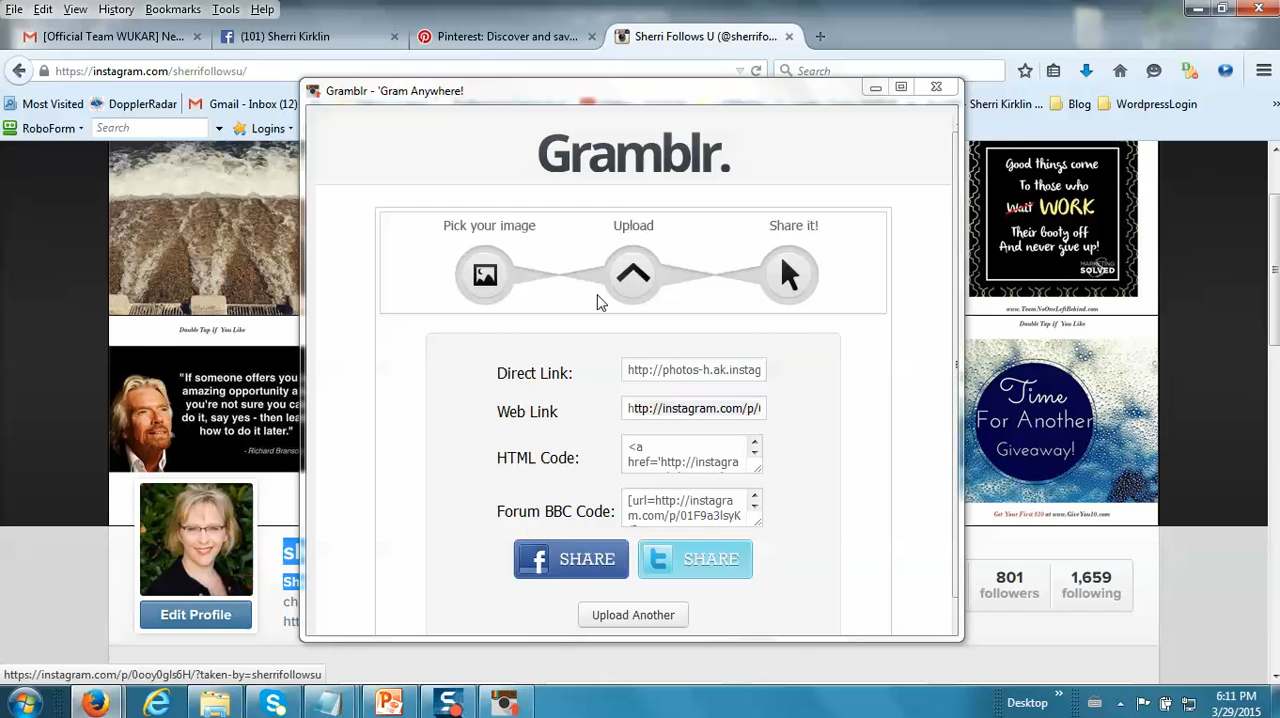 File Edit View History Bookmarks Tools Help
[Official Team WUKAR] Ne... × (101) Sherri Kirklin × Pinterest: Discover and sav... × Sherri Follows U (@sherrifo... × +
https://instagram.com/sherrifollowsu/ Search
Most Visited DopplerRadar Gmail - Inbox (12) Sherri Kirklin ... Blog WordpressLogin
RoboForm Search Logins
Gramblr - 'Gram Anywhere!
Gramblr.
Pick your image Upload Share it!
Direct Link: http://photos-h.ak.instag
Web Link http://instagram.com/p/
HTML Code: <a
href='http://instagra
Forum BBC Code: [url=http://instagra
m.com/p/01F9a3lsyK
f SHARE t SHARE
Upload Another
Double Tap If You Like
"If someone offers you
amazing opportunity a
you're not sure you ca
do it, say yes - then lea
how to do it later."
- Richard Branso
Edit Profile
Good things come
To those who
Wait WORK
Their booty off
And never give up!
MARKETING
SOLVED
www.TeamNoOneLeftBehind.com
Double Tap If You Like
Time
For Another
Giveaway!
Get Your First $10 at www.GiveYou10.com
801 1,659
followers following
https://instagram.com/p/0ooy0gls6H/?taken-by=sherrifollowsu
Desktop 6:11 PM
3/29/2015